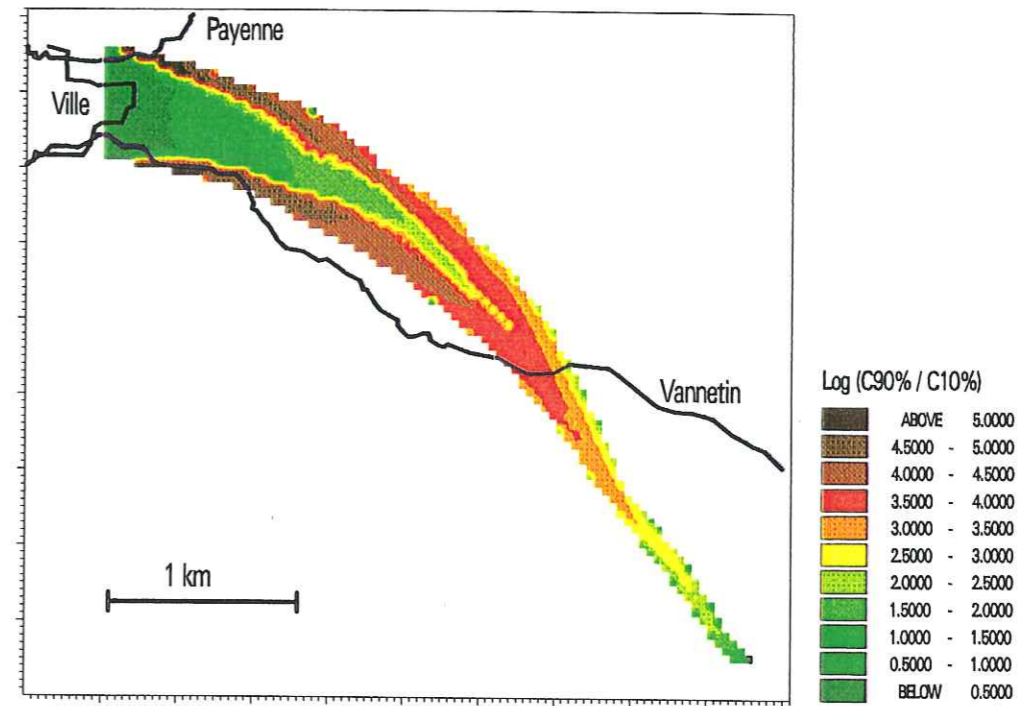 Payenne
Ville
Vannetin
1 km
Log (C90% / C10%)
ABOVE 5.0000
4.5000 - 5.0000
4.0000 - 4.5000
3.5000 - 4.0000
3.0000 - 3.5000
2.5000 - 3.0000
2.0000 - 2.5000
1.5000 - 2.0000
1.0000 - 1.5000
0.5000 - 1.0000
BELOW 0.5000